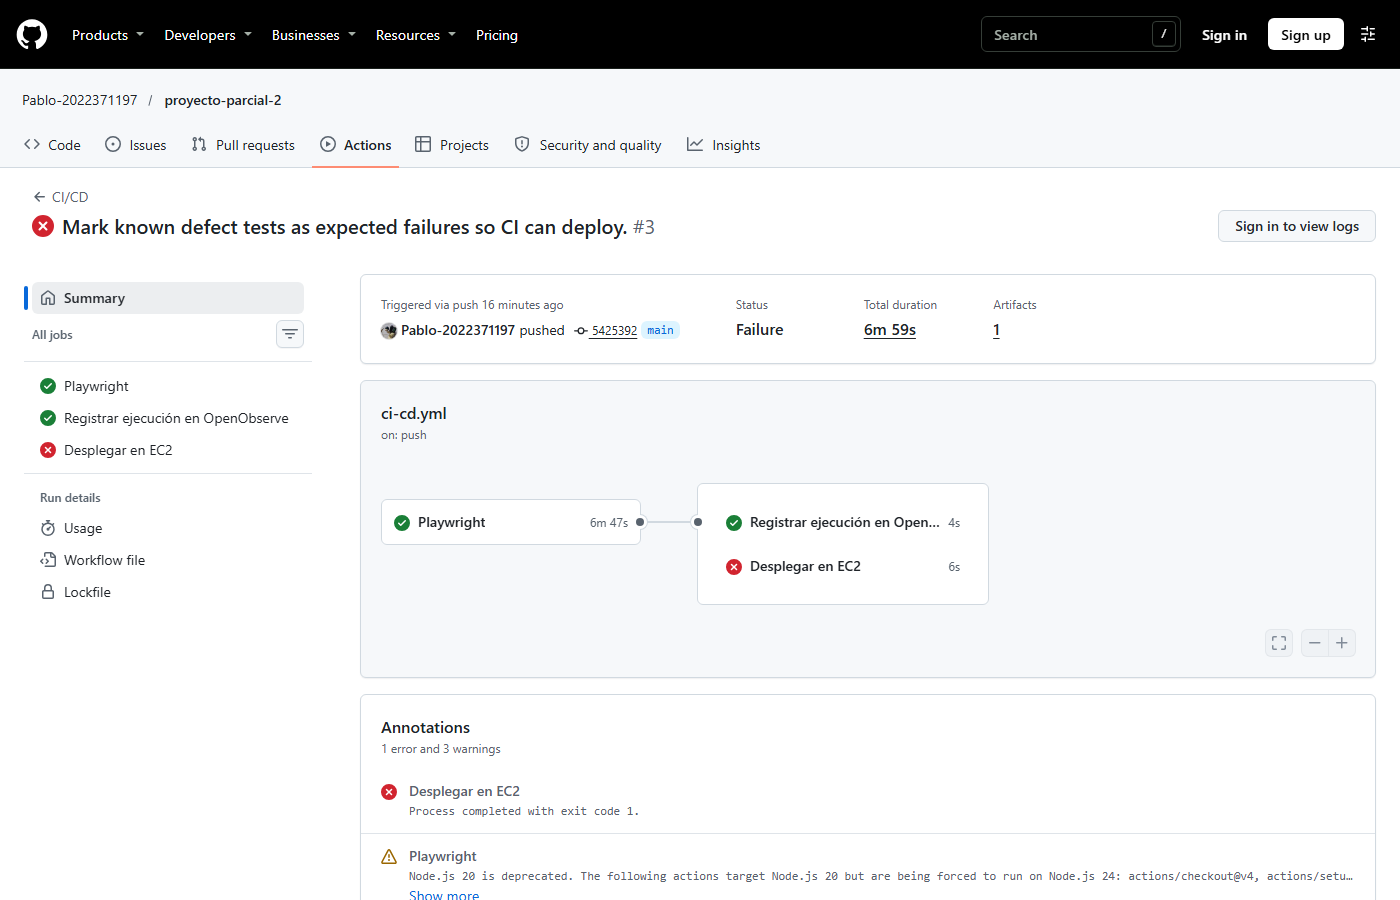 Products Developers Businesses Resources Pricing Search / Sign in Sign up
Pablo-2022371197 / proyecto-parcial-2
Code Issues Pull requests Actions Projects Security and quality Insights
CI/CD
Mark known defect tests as expected failures so CI can deploy. #3
Sign in to view logs
Summary
All jobs
Playwright
Registrar ejecución en OpenObserve
Desplegar en EC2
Run details
Usage
Workflow file
Lockfile
Triggered via push 16 minutes ago
Pablo-2022371197 pushed 5425392 main
Status
Failure
Total duration
6m 59s
Artifacts
1
ci-cd.yml
on: push
Playwright 6m 47s
Registrar ejecución en Open... 4s
Desplegar en EC2 6s
Annotations
1 error and 3 warnings
Desplegar en EC2
Process completed with exit code 1.
Playwright
Node.js 20 is deprecated. The following actions target Node.js 20 but are being forced to run on Node.js 24: actions/checkout@v4, actions/setu…
Show more